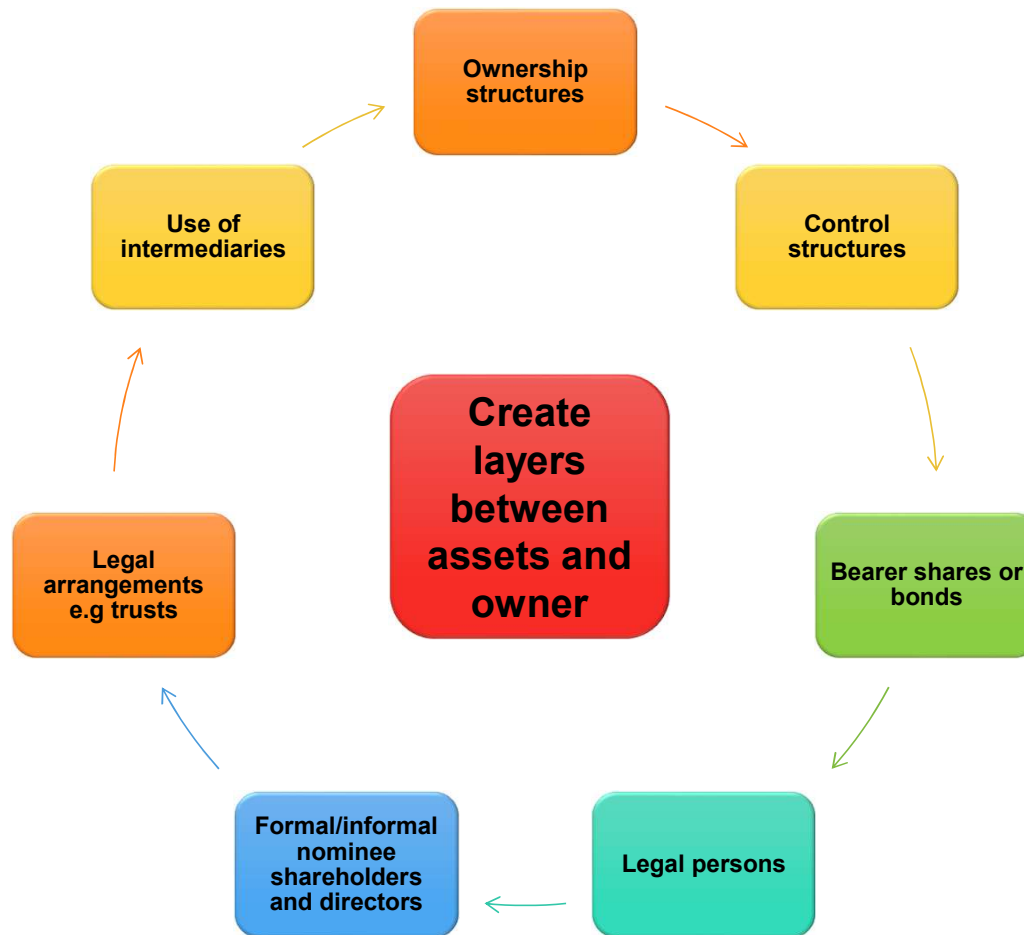 Ownership
structures
Use of
intermediaries
Control
structures
Create
layers
between
assets and
owner
Legal
arrangements
e.g trusts
Bearer shares or
bonds
Formal/informal
nominee
shareholders
and directors
Legal persons